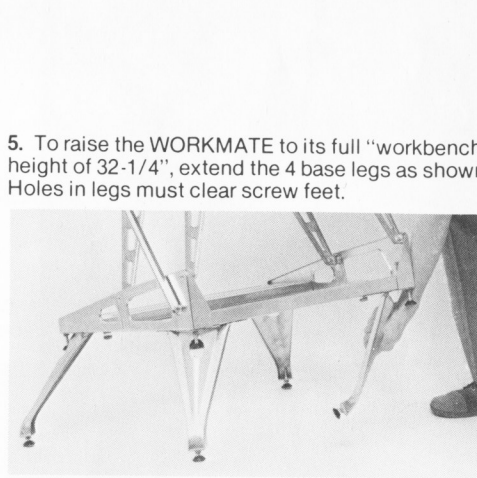 5. To raise the WORKMATE to its full “workbench
height of 32-1/4”, extend the 4 base legs as shown
Holes in legs must clear screw feet.